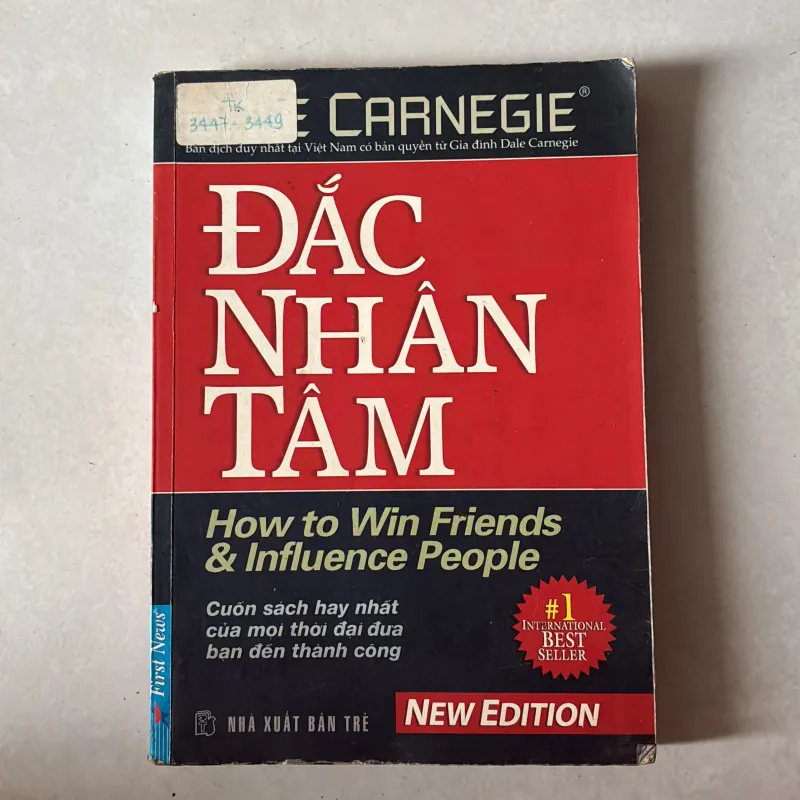 TK
3447 - 3449
E CARNEGIE®
Bản dịch duy nhất tại Việt Nam có bản quyền từ Gia đình Dale Carnegie
ĐẮC
NHÂN
TÂM
How to Win Friends
& Influence People
Cuốn sách hay nhất
của mọi thời đại đưa
bạn đến thành công
#1
INTERNATIONAL
BEST
SELLER
First News
NHÀ XUẤT BẢN TRẺ
NEW EDITION